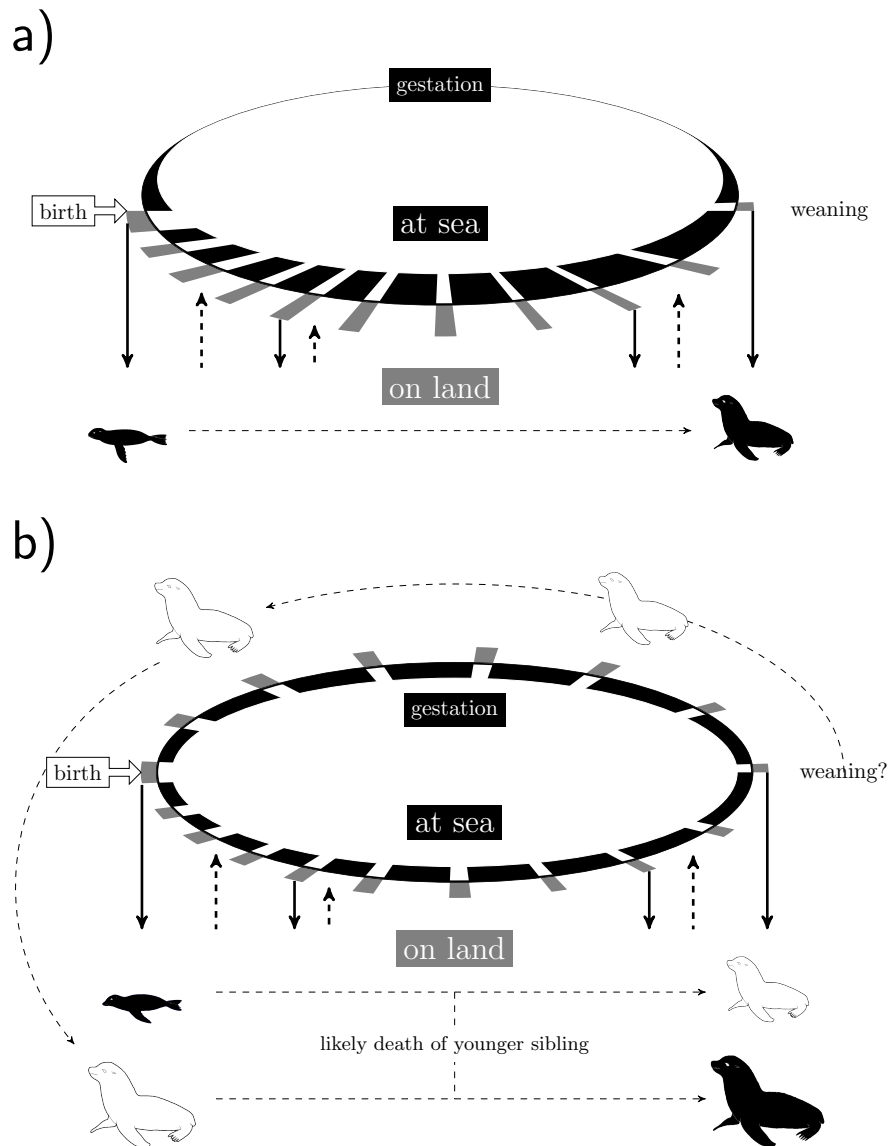 a)
gestation
birth
at sea
weaning
on land
b)
gestation
birth
weaning?
at sea
on land
likely death of younger sibling